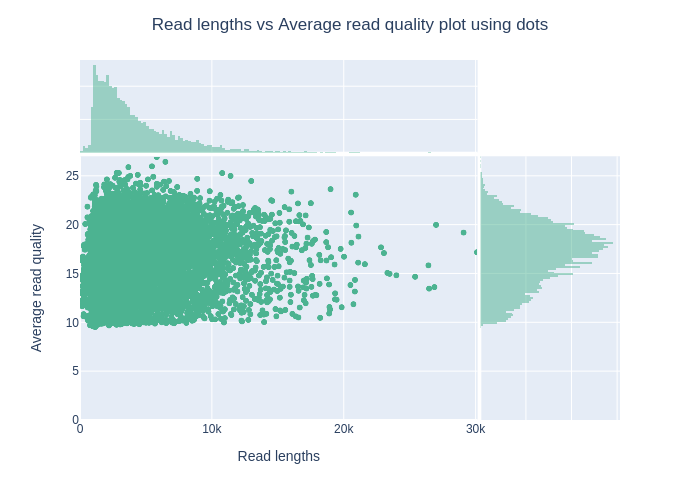 Read lengths vs Average read quality plot using dots
25
20
15
10
5
0
Average read quality
0
10k
20k
30k
Read lengths